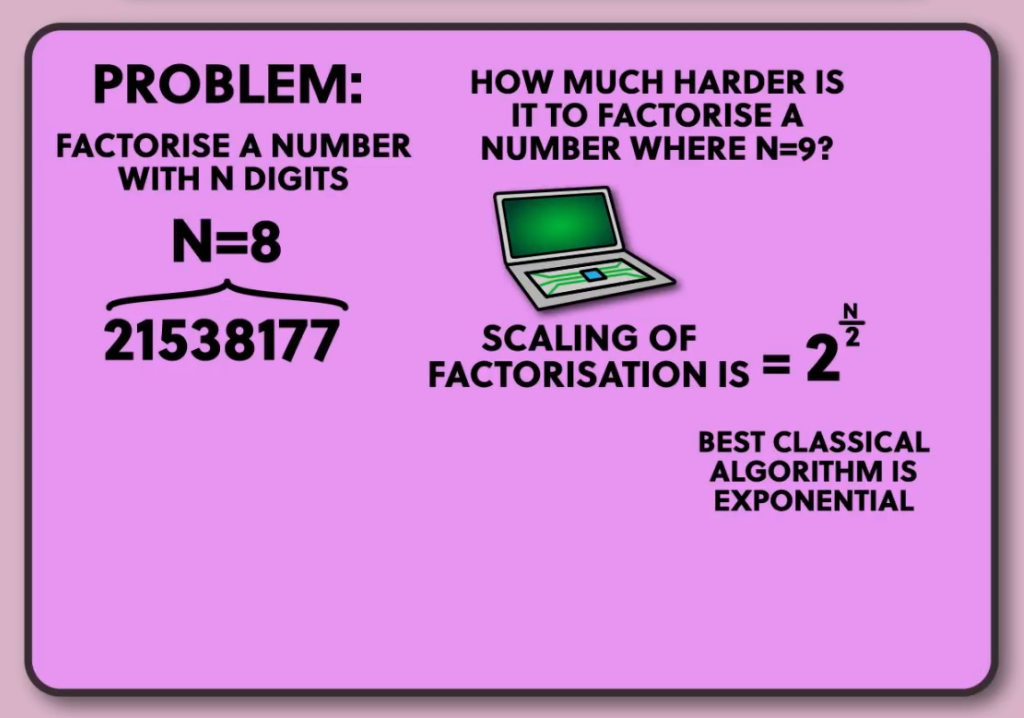 PROBLEM:
FACTORISE A NUMBER
WITH N DIGITS
N=8
21538177
HOW MUCH HARDER IS
IT TO FACTORISE A
NUMBER WHERE N=9?
SCALING OF
FACTORISATION IS = 2^(N/2)
BEST CLASSICAL
ALGORITHM IS
EXPONENTIAL